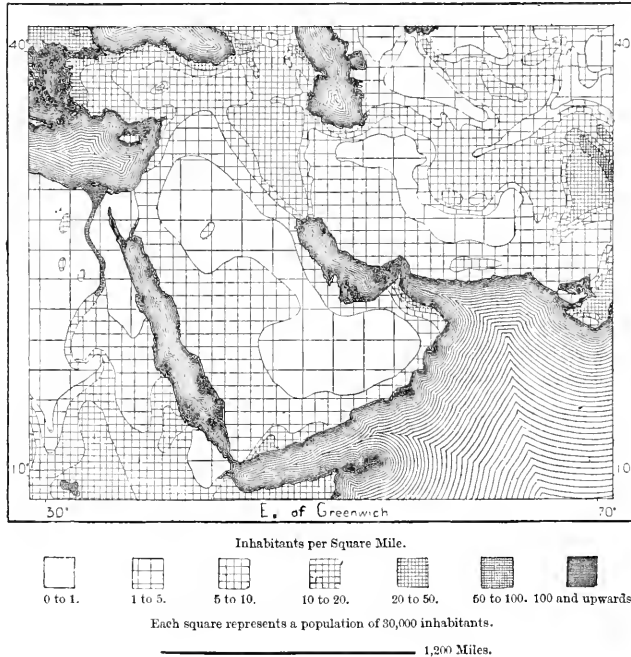 40° 40
10° 10
30° E. of Greenwich 70°
Inhabitants per Square Mile.
0 to 1. 1 to 5. 5 to 10. 10 to 20. 20 to 50. 50 to 100. 100 and upwards
Each square represents a population of 30,000 inhabitants.
1,200 Miles.